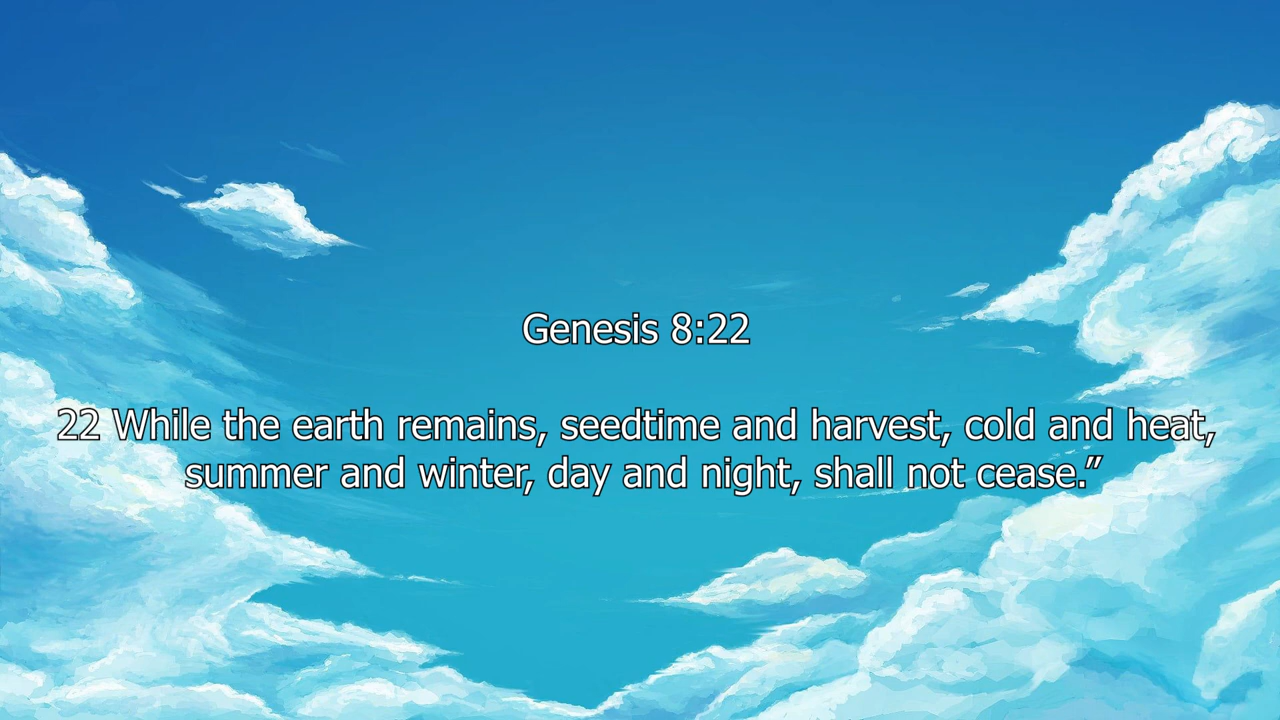 Genesis 8:22
22 While the earth remains, seedtime and harvest, cold and heat,
summer and winter, day and night, shall not cease.”